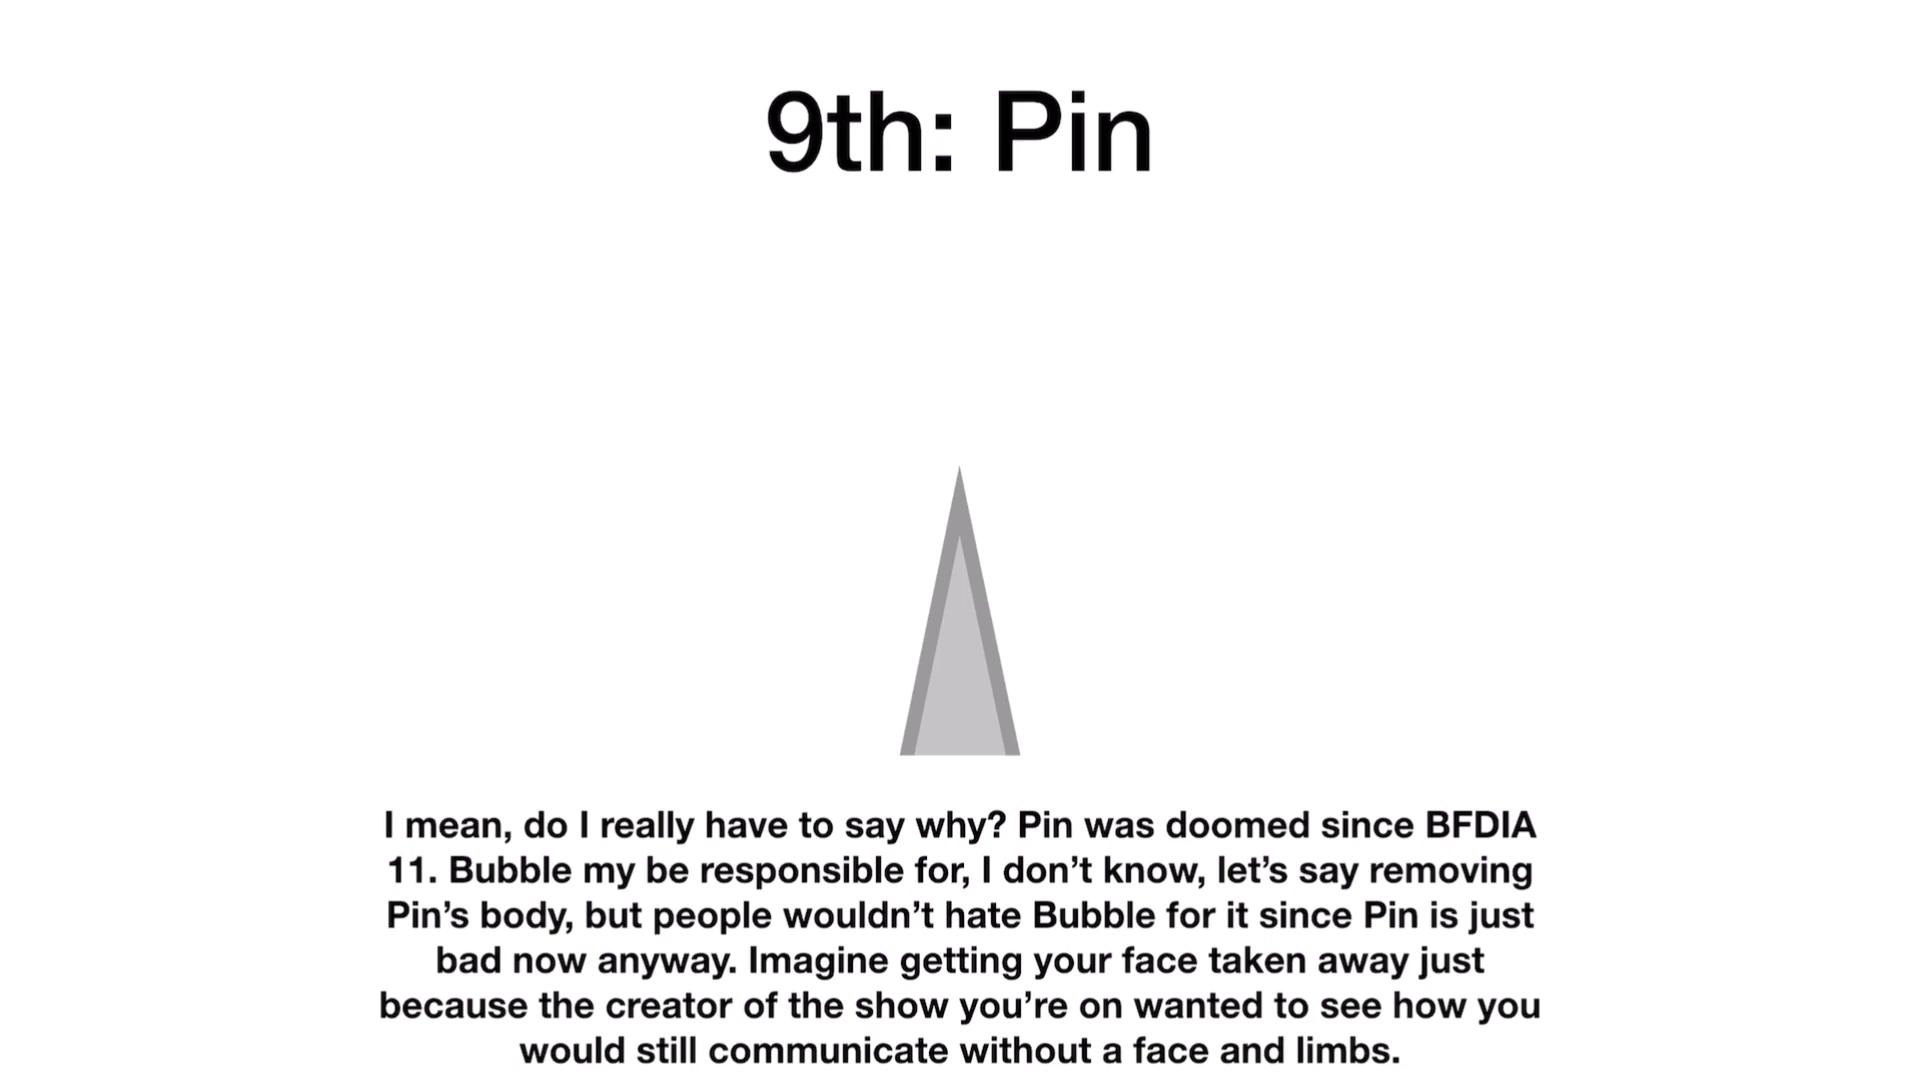 9th: Pin
I mean, do I really have to say why? Pin was doomed since BFDIA
11. Bubble my be responsible for, I don’t know, let’s say removing
Pin’s body, but people wouldn’t hate Bubble for it since Pin is just
bad now anyway. Imagine getting your face taken away just
because the creator of the show you’re on wanted to see how you
would still communicate without a face and limbs.